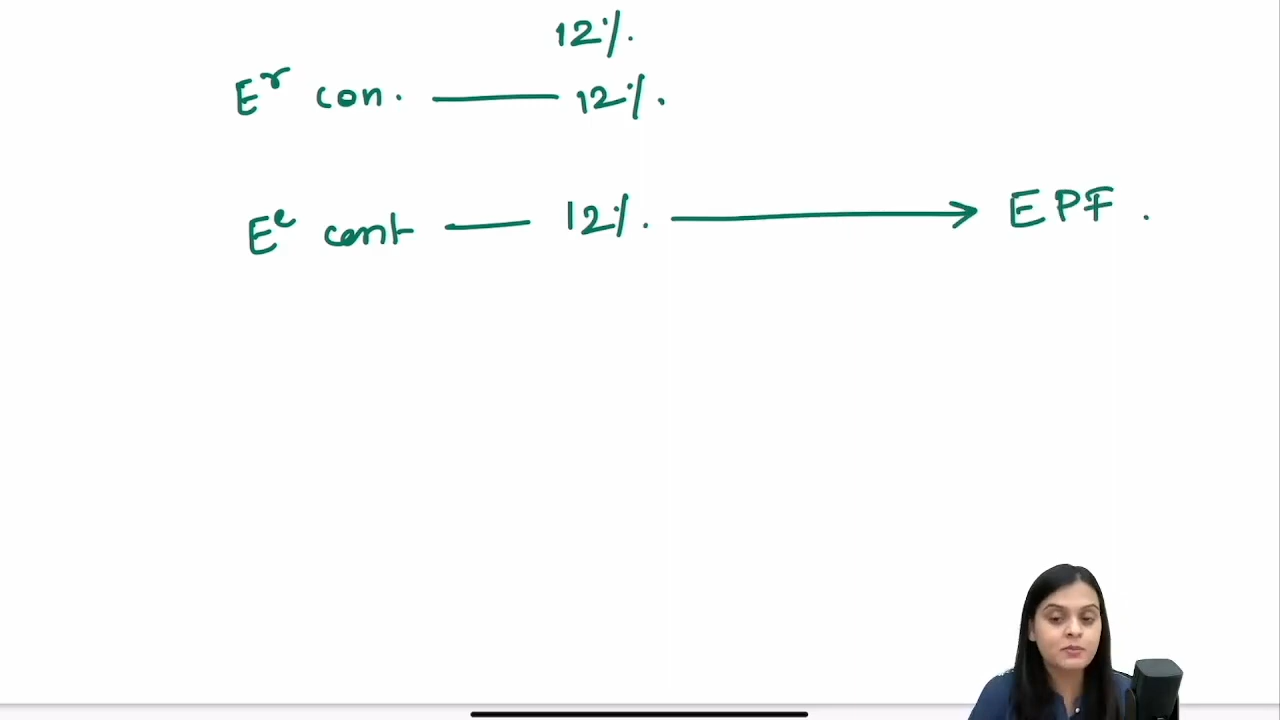 12%.
Er con. — 12%.
Ee cont — 12%. → EPF.